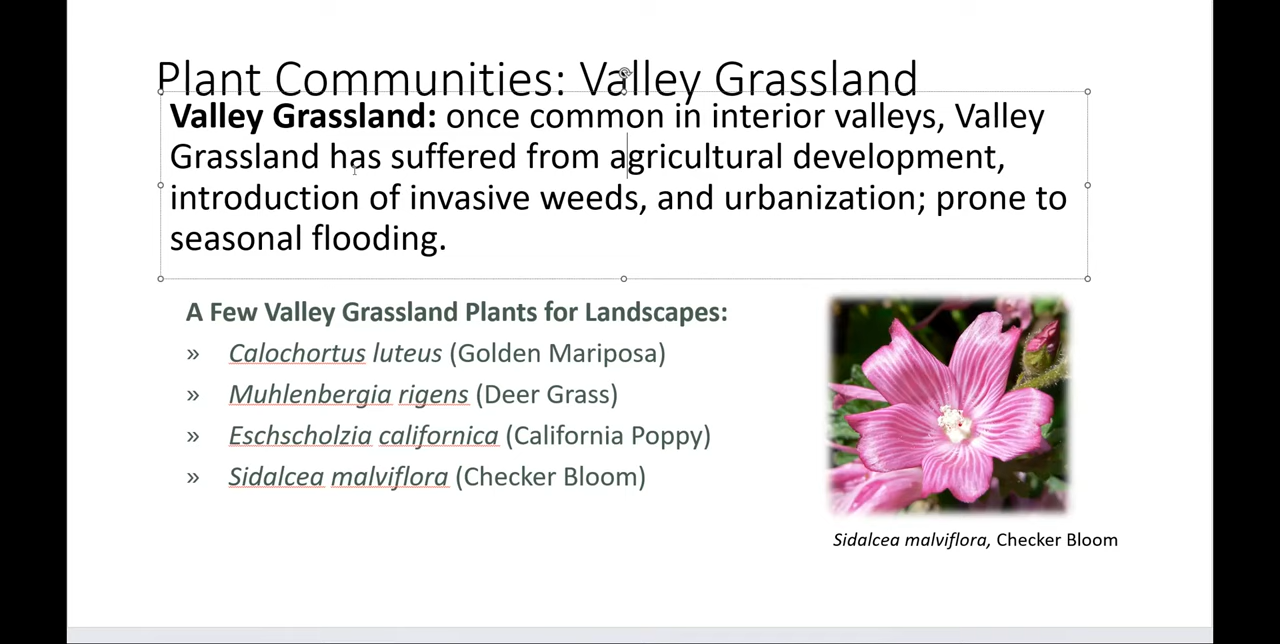 Plant Communities: Valley Grassland
Valley Grassland: once common in interior valleys, Valley
Grassland has suffered from agricultural development,
introduction of invasive weeds, and urbanization; prone to
seasonal flooding.
A Few Valley Grassland Plants for Landscapes:
» Calochortus luteus (Golden Mariposa)
» Muhlenbergia rigens (Deer Grass)
» Eschscholzia californica (California Poppy)
» Sidalcea malviflora (Checker Bloom)
Sidalcea malviflora, Checker Bloom